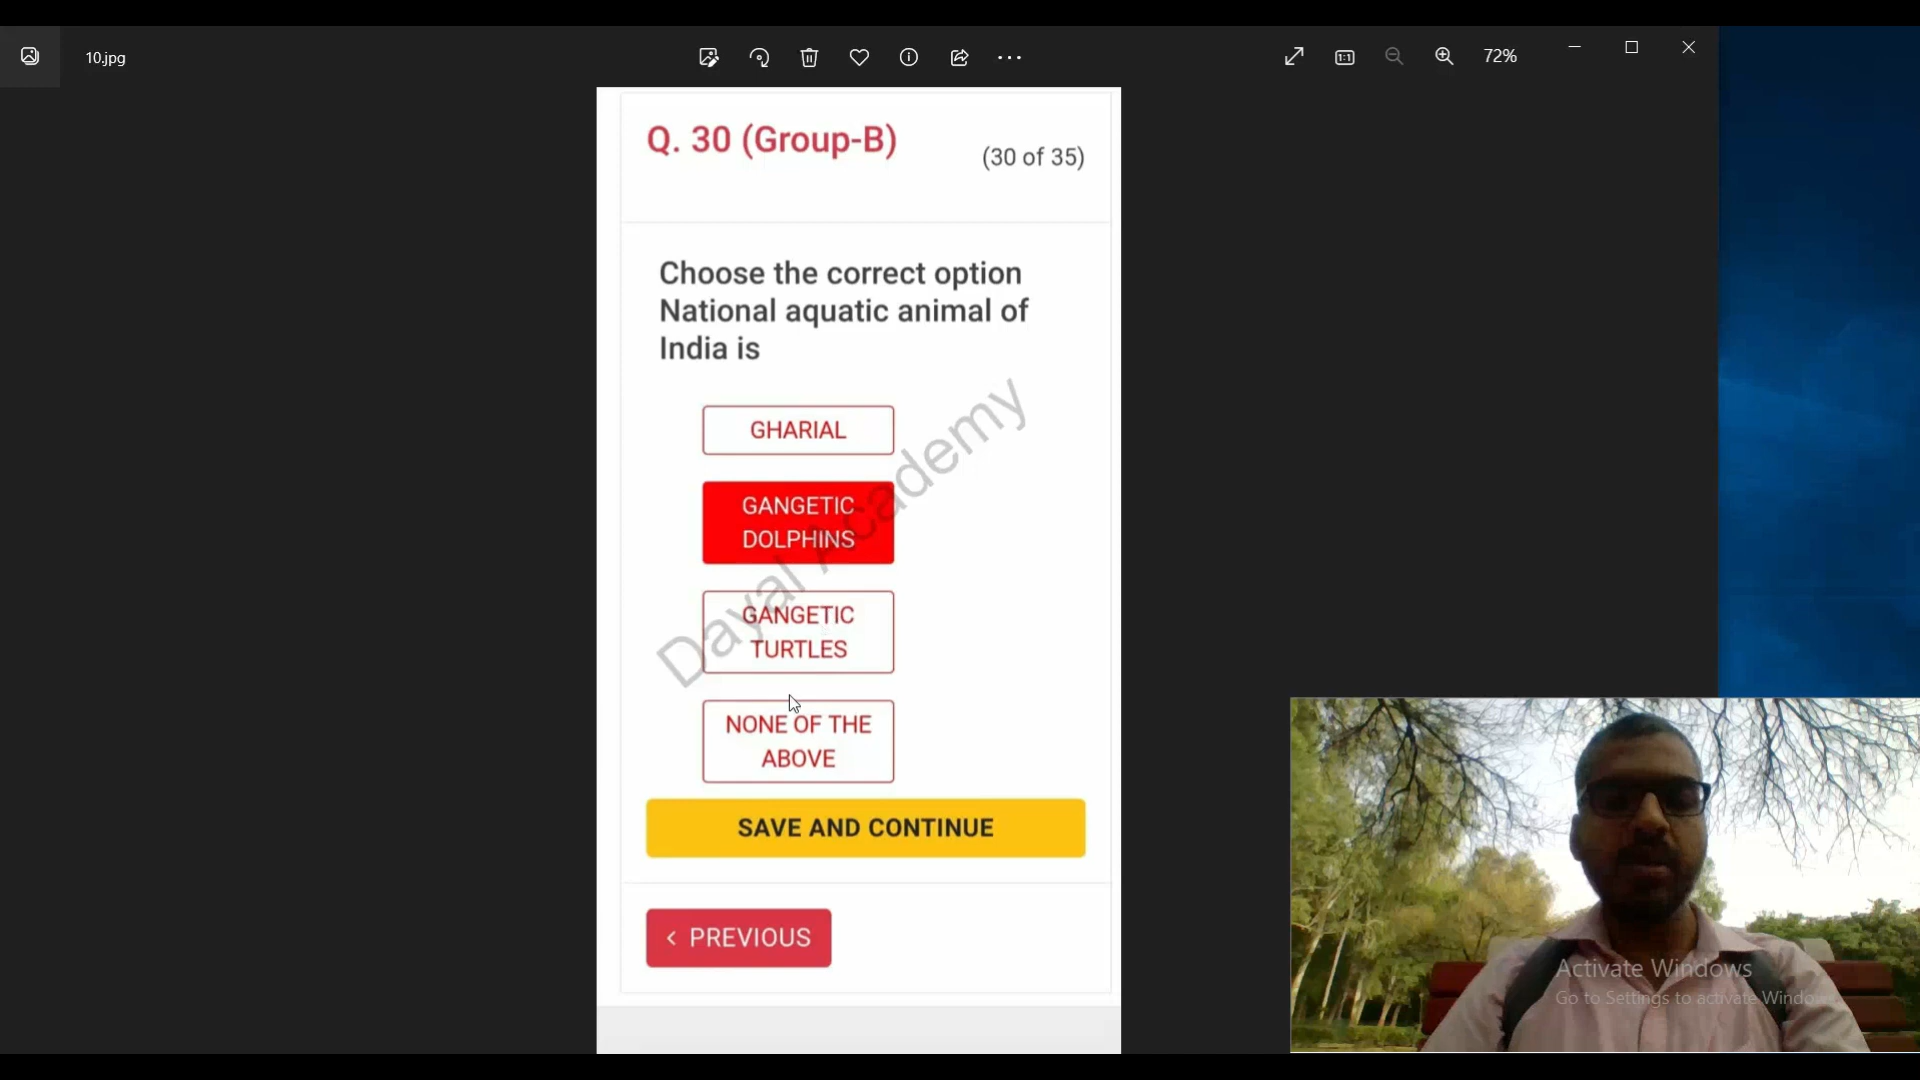 10.jpg
72%
Q. 30 (Group-B)
(30 of 35)
Choose the correct option
National aquatic animal of
India is
GHARIAL
GANGETIC
DOLPHINS
GANGETIC
TURTLES
NONE OF THE
ABOVE
Dayal Academy
SAVE AND CONTINUE
< PREVIOUS
Activate Windows
Go to Settings to activate Windows